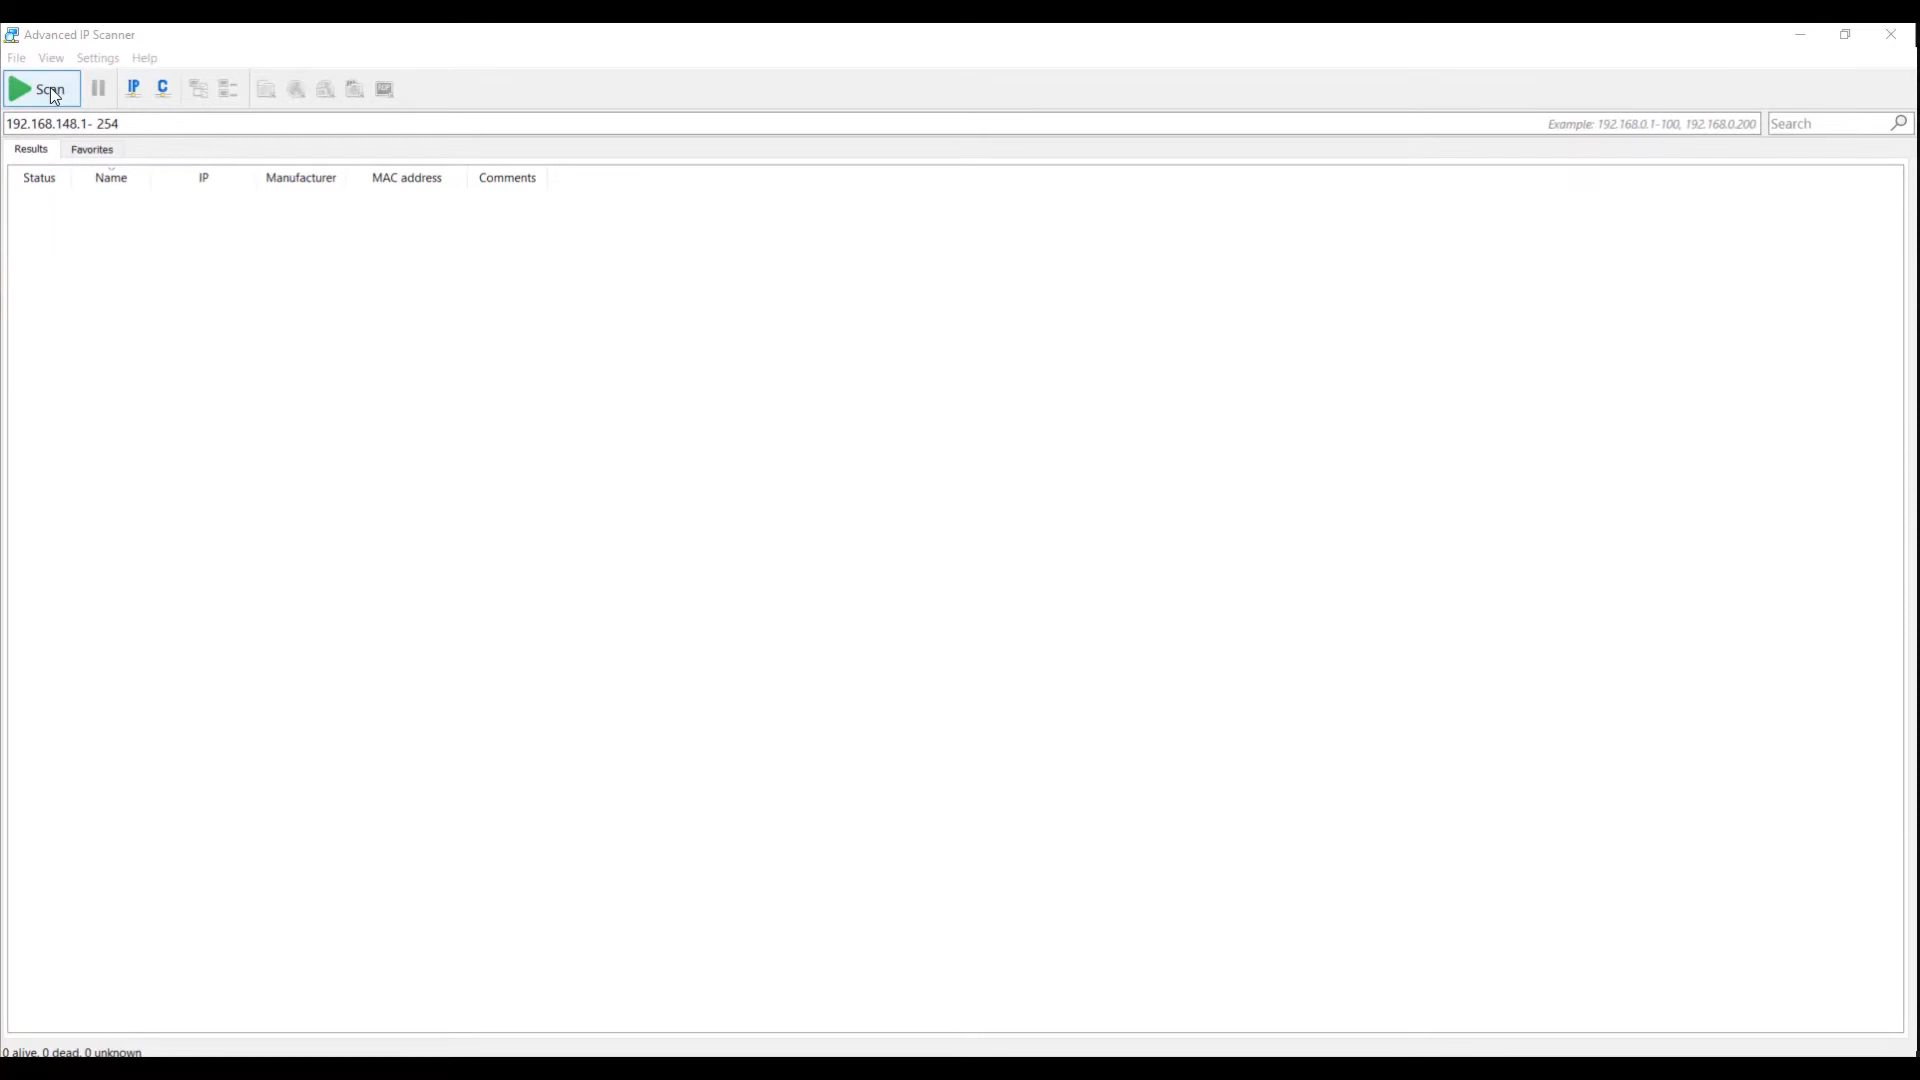 Advanced IP Scanner
File View Settings Help
Scan IP C
192.168.148.1- 254 Example: 192.168.0.1-100, 192.168.0.200 Search
Results Favorites
Status Name IP Manufacturer MAC address Comments
0 alive, 0 dead, 0 unknown